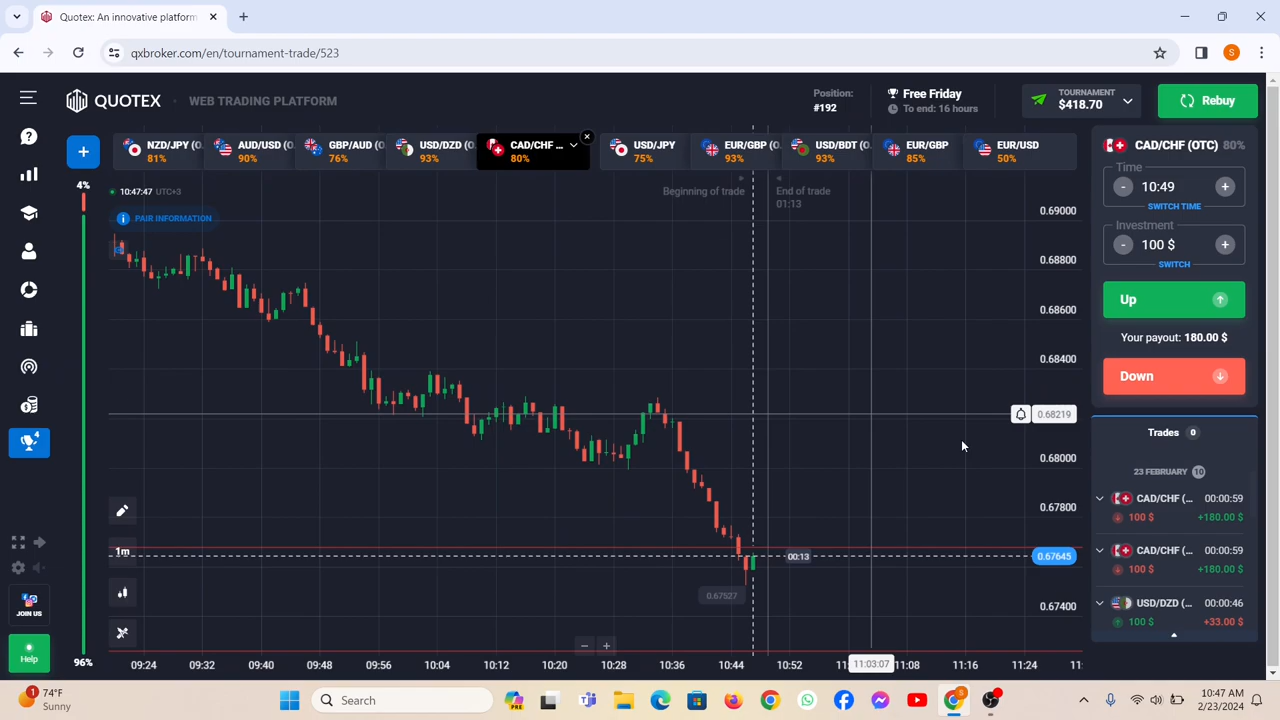 Quotex: An innovative platform
qxbroker.com/en/tournament-trade/523
S
QUOTEX
WEB TRADING PLATFORM
Position:
#192
Free Friday
To end: 16 hours
TOURNAMENT
$418.70
Rebuy
NZD/JPY (O
81%
AUD/USD (O
90%
GBP/AUD (O
76%
USD/DZD (O
93%
CAD/CHF ...
80%
USD/JPY
75%
EUR/GBP (O
93%
USD/BDT (O
93%
EUR/GBP
85%
EUR/USD
50%
4%
10:47:47 UTC+3
PAIR INFORMATION
Beginning of trade
End of trade
01:13
0.69000
0.68800
0.68600
0.68400
0.68219
0.68000
0.67800
0.67645
0.67400
00:13
0.67527
1m
09:24
09:32
09:40
09:48
09:56
10:04
10:12
10:20
10:28
10:36
10:44
10:52
11:03:07
11:08
11:16
11:24
11:
CAD/CHF (OTC) 80%
Time
- 10:49 +
SWITCH TIME
Investment
- 100 $ +
SWITCH
Up
Your payout: 180.00 $
Down
Trades 0
23 FEBRUARY 10
CAD/CHF (... 00:00:59
100 $ +180.00 $
CAD/CHF (... 00:00:59
100 $ +180.00 $
USD/DZD (... 00:00:46
100 $ +33.00 $
4
JOIN US
Help
96%
1
74°F
Sunny
Search
PRE
10:47 AM
2/23/2024